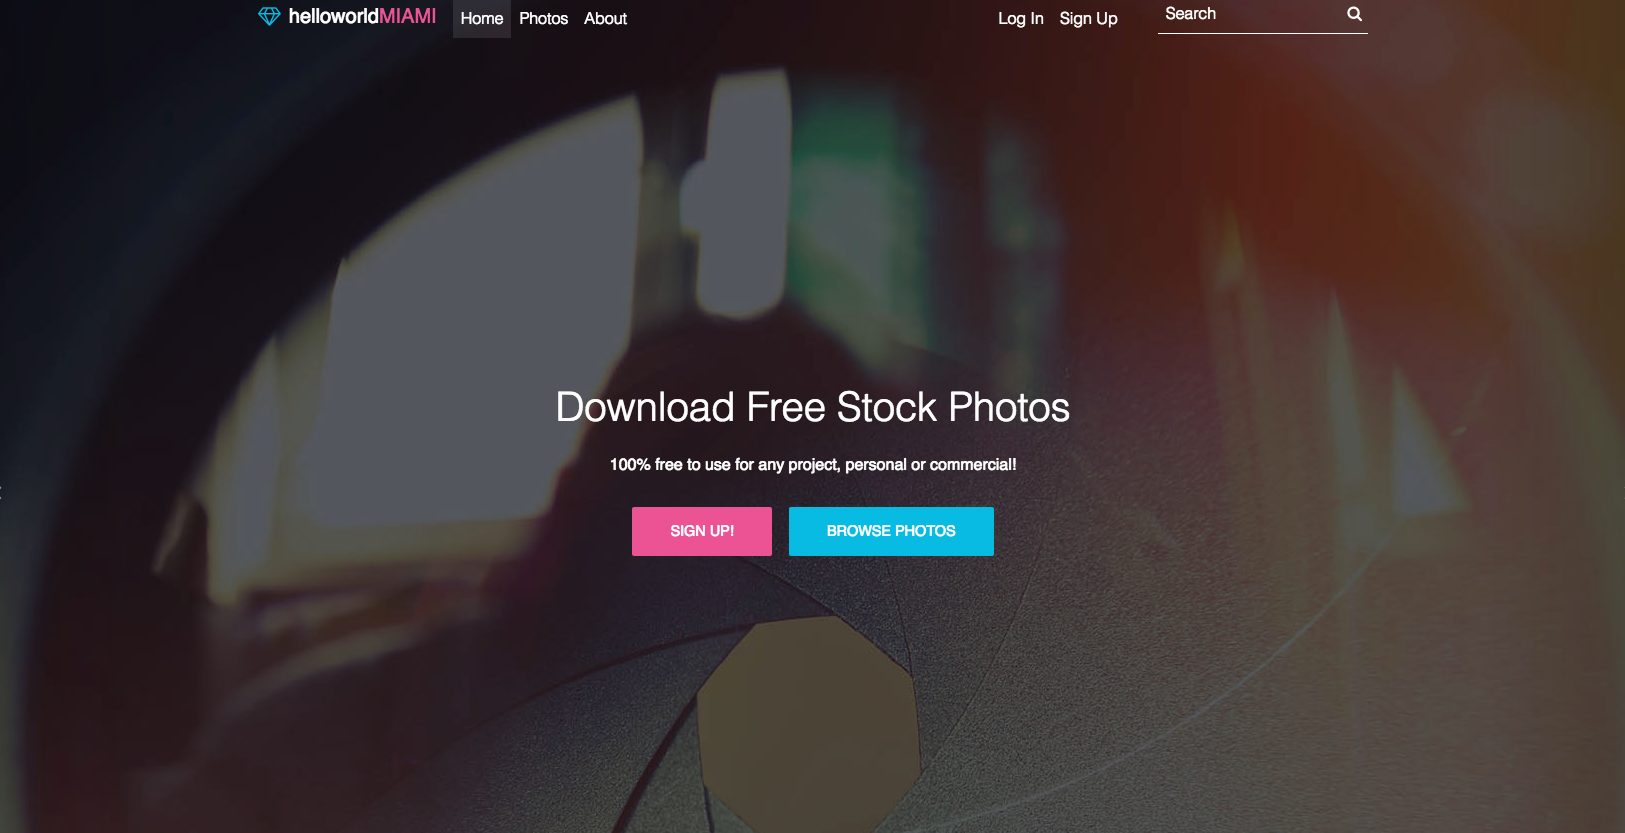 helloworldMIAMI Home Photos About Log In Sign Up Search
Download Free Stock Photos
100% free to use for any project, personal or commercial!
SIGN UP! BROWSE PHOTOS